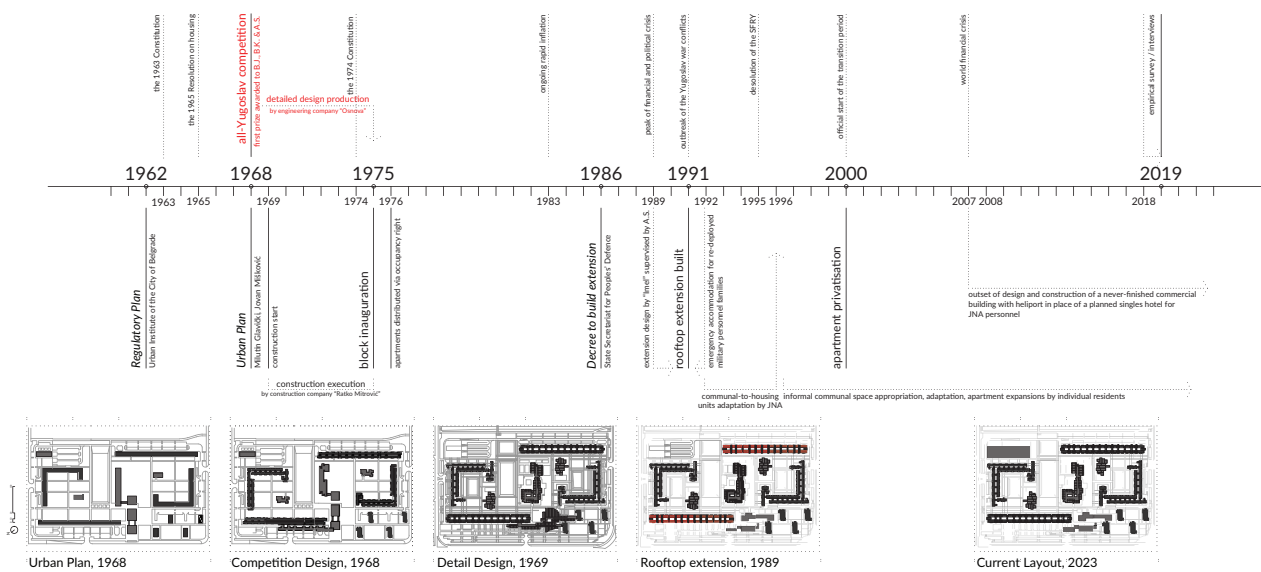 the 1963 Constitution
the 1965 Resolution on housing
all-Yugoslav competition
first prize awarded to B.J., B.K. & A.S.
detailed design production
by engineering company "Osnova"
the 1974 Constitution
ongoing rapid inflation
peak of financial and political crisis
outbreak of the Yugoslav war conflicts
desolution of the SFRY
official start of the transition period
world financial crisis
empirical survey / interviews
1962 1968 1975 1986 1991 2000 2019
1963 1965 1969 1974 1976 1983 1989 1992 1995 1996 2007 2008 2018
Regulatory Plan
Urban Institute of the City of Belgrade
Urban Plan
Milutin Glavički, Jovan Mišković
construction start
block inauguration
apartments distributed via occupancy right
construction execution
by construction company "Ratko Mitrović"
Decree to build extension
State Secretariat for Peoples' Defence
extension design by "Imel" supervised by A.S.
rooftop extension built
emergency accommodation for re-deployed
military personnel families
apartment privatisation
outset of design and construction of a never-finished commercial
building with heliport in place of a planned singles hotel for
JNA personnel
communal-to-housing
units adaptation by JNA
informal communal space appropriation, adaptation, apartment expansions by individual residents
Urban Plan, 1968
Competition Design, 1968
Detail Design, 1969
Rooftop extension, 1989
Current Layout, 2023